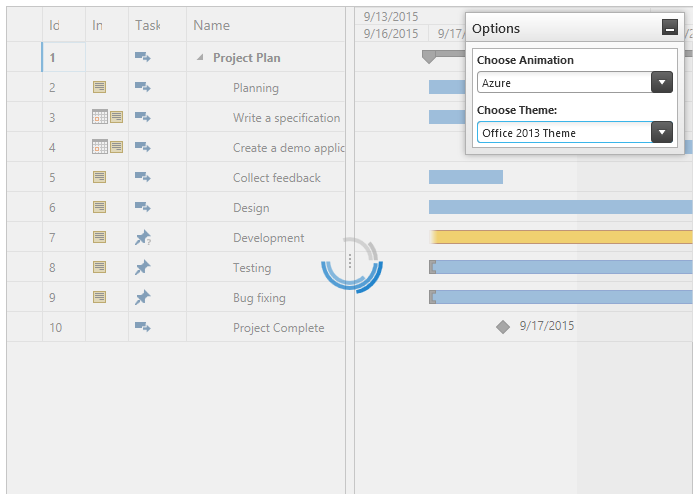 Id In Task Name
1 Project Plan
2 Planning
3 Write a specification
4 Create a demo applic
5 Collect feedback
6 Design
7 Development
8 Testing
9 Bug fixing
10 Project Complete
9/13/2015
9/16/2015 9/17
9/17/2015
Options
Choose Animation
Azure
Choose Theme:
Office 2013 Theme